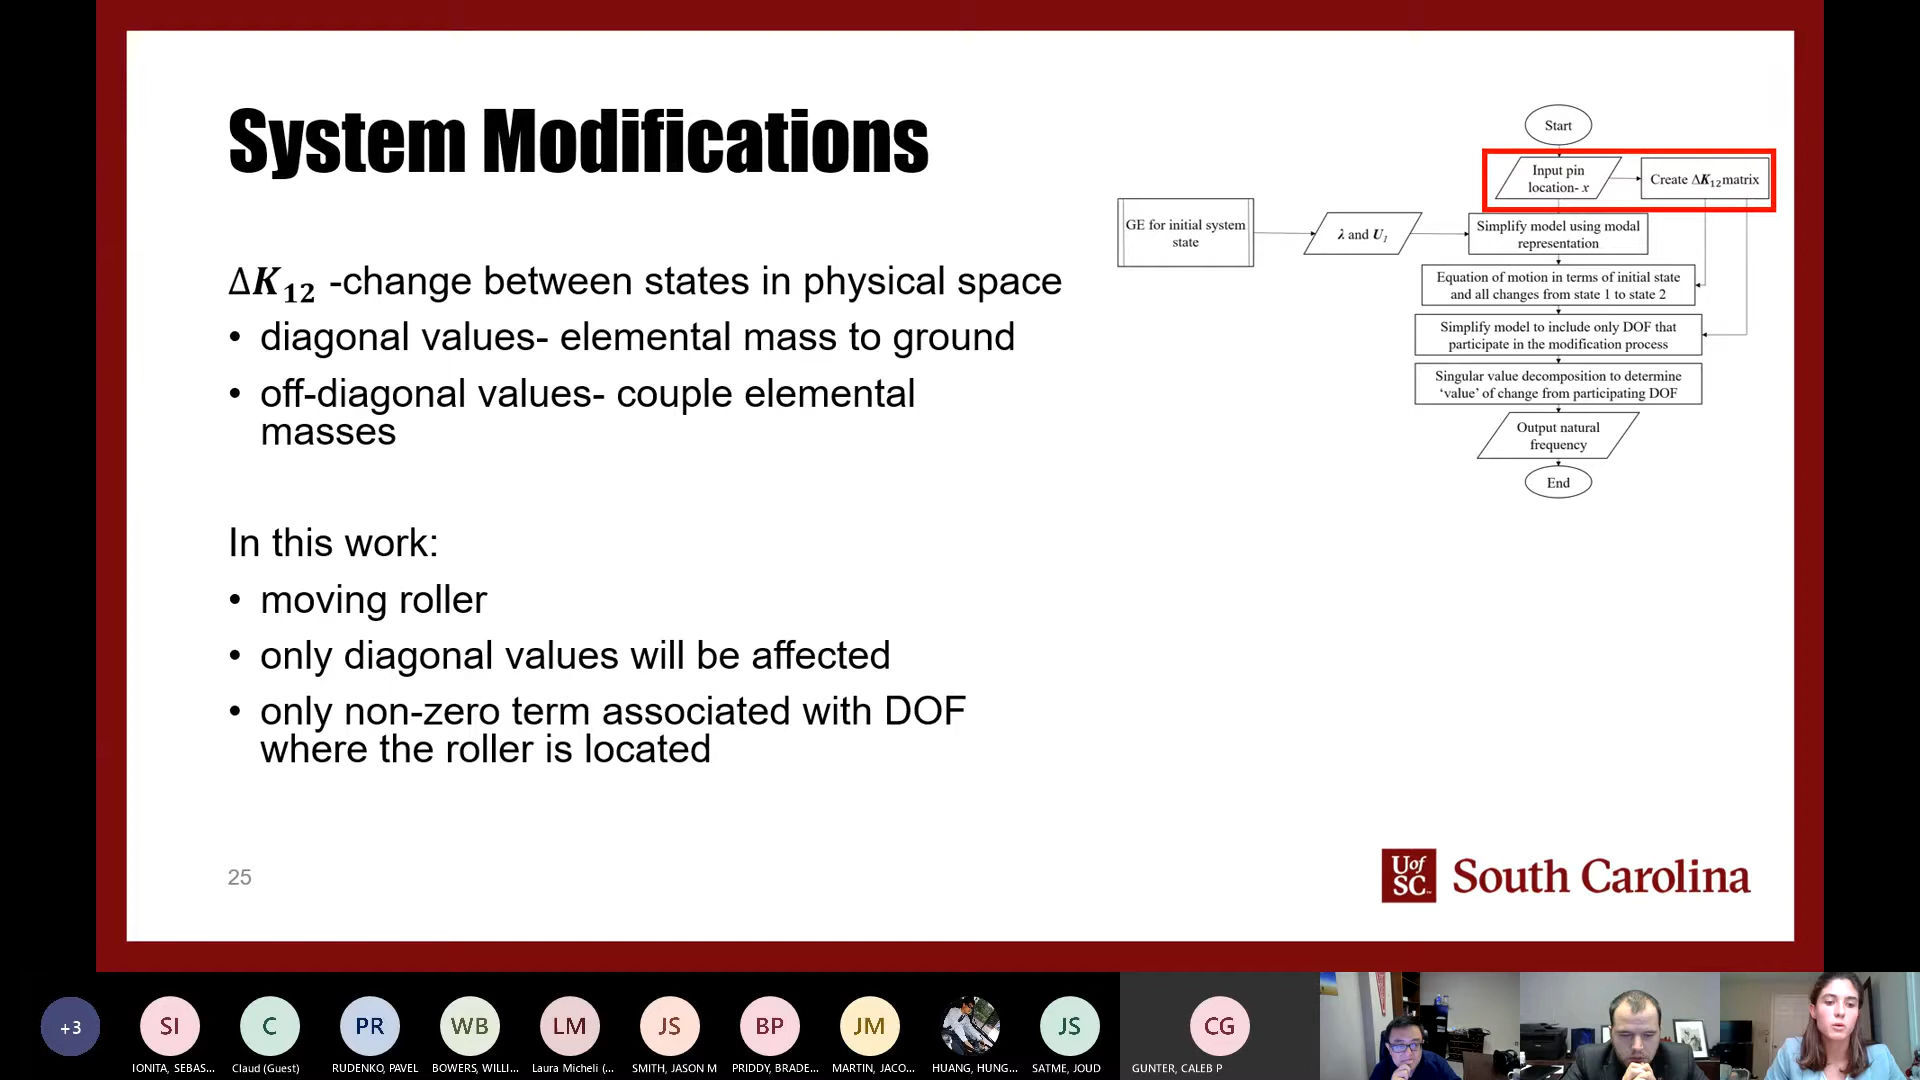 System Modifications
Δ𝑲₁₂ -change between states in physical space
• diagonal values- elemental mass to ground
• off-diagonal values- couple elemental
masses
In this work:
• moving roller
• only diagonal values will be affected
• only non-zero term associated with DOF
where the roller is located
Start
Input pin
location- x
Create ΔK₁₂matrix
GE for initial system
state
λ and U₁
Simplify model using modal
representation
Equation of motion in terms of initial state
and all changes from state 1 to state 2
Simplify model to include only DOF that
participate in the modification process
Singular value decomposition to determine
‘value’ of change from participating DOF
Output natural
frequency
End
25
Uof
SC
South Carolina
+3
SI
C
PR
WB
LM
JS
BP
JM
JS
CG
IONITA, SEBAS...
Claud (Guest)
RUDENKO, PAVEL
BOWERS, WILLI...
Laura Micheli (...
SMITH, JASON M
PRIDDY, BRADE...
MARTIN, JACO...
HUANG, HUNG...
SATME, JOUD
GUNTER, CALEB P